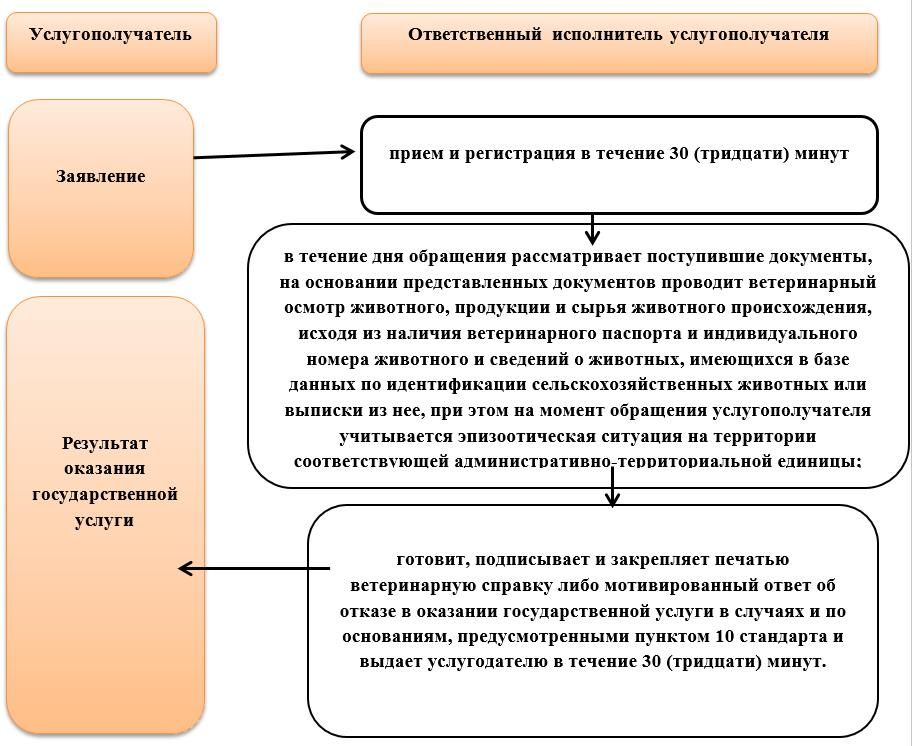 Услугополучатель
Ответственный исполнитель услугополучателя
Заявление
прием и регистрация в течение 30 (тридцати) минут
в течение дня обращения рассматривает поступившие документы,
на основании представленных документов проводит ветеринарный
осмотр животного, продукции и сырья животного происхождения,
исходя из наличия ветеринарного паспорта и индивидуального
номера животного и сведений о животных, имеющихся в базе
данных по идентификации сельскохозяйственных животных или
выписки из нее, при этом на момент обращения услугополучателя
учитывается эпизоотическая ситуация на территории
соответствующей административно-территориальной единицы;
Результат
оказания
государственной
услуги
готовит, подписывает и закрепляет печатью
ветеринарную справку либо мотивированный ответ об
отказе в оказании государственной услуги в случаях и по
основаниям, предусмотренными пунктом 10 стандарта и
выдает услугодателю в течение 30 (тридцати) минут.